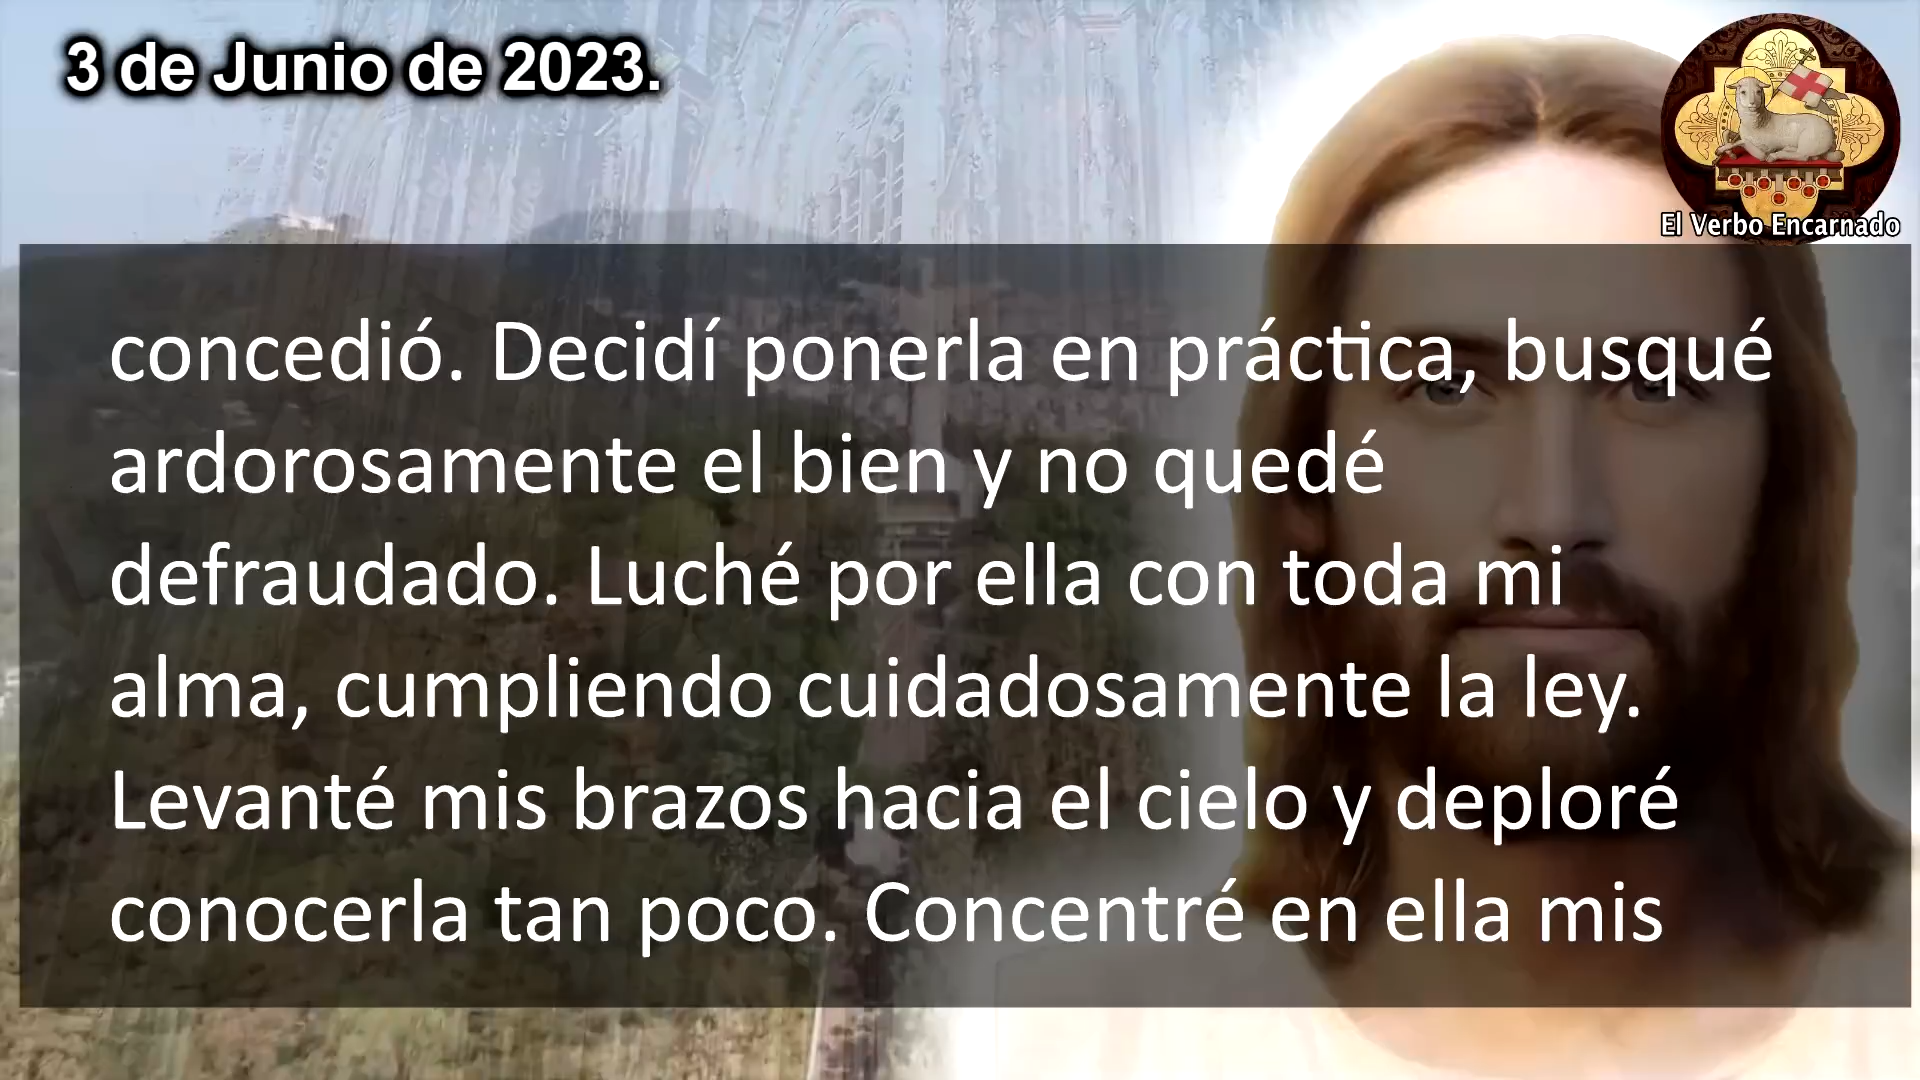 3 de Junio de 2023.
El Verbo Encarnado
concedió. Decidí ponerla en práctica, busqué
ardorosamente el bien y no quedé
defraudado. Luché por ella con toda mi
alma, cumpliendo cuidadosamente la ley.
Levanté mis brazos hacia el cielo y deploré
conocerla tan poco. Concentré en ella mis